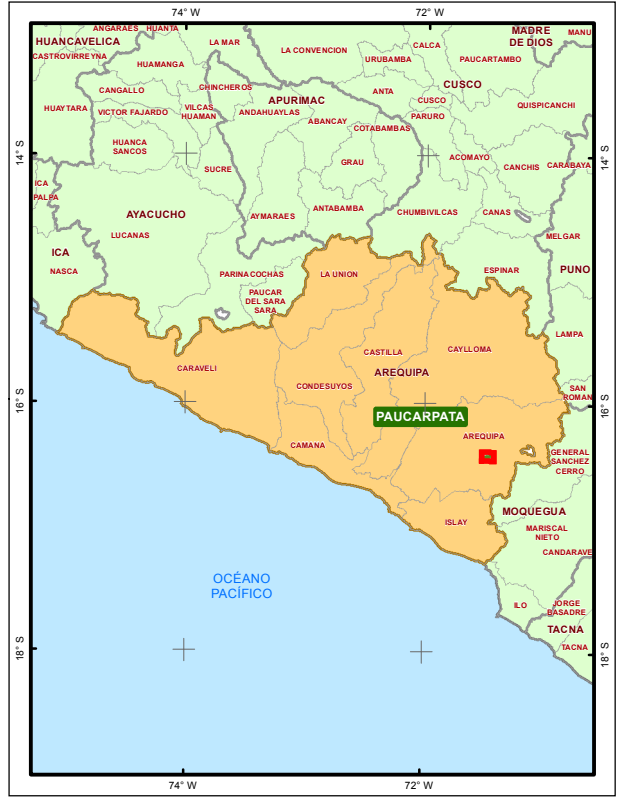 74° W
72° W
ANGARAES
HUANTA
MADRE
DE DIOS
MANU
HUANCAVELICA
LA MAR
LA CONVENCION
CALCA
CASTROVIRREYNA
HUAMANGA
URUBAMBA
PAUCARTAMBO
CANGALLO
CHINCHEROS
APURIMAC
ANTA
CUSCO
HUAYTARA
VICTOR FAJARDO
VILCAS
HUAMAN
ANDAHUAYLAS
ABANCAY
CUSCO
PARURO
QUISPICANCHI
COTABAMBAS
HUANCA
SANCOS
14° S
SUCRE
GRAU
ACOMAYO
CANCHIS
CARABAYA
14° S
ICA
PALPA
AYACUCHO
AYMARAES
ANTABAMBA
CHUMBIVILCAS
CANAS
LUCANAS
MELGAR
ICA
NASCA
PARINACOCHAS
LA UNION
ESPINAR
PUNO
PAUCAR
DEL SARA
SARA
LAMPA
CASTILLA
CAYLLOMA
CARAVELI
AREQUIPA
CONDESUYOS
SAN
ROMAN
16° S
16° S
PAUCARPATA
CAMANA
AREQUIPA
GENERAL
SANCHEZ
CERRO
ISLAY
MOQUEGUA
MARISCAL
NIETO
CANDARAVE
OCÉANO
PACÍFICO
ILO
JORGE
BASADRE
TACNA
TACNA
18° S
18° S
74° W
72° W